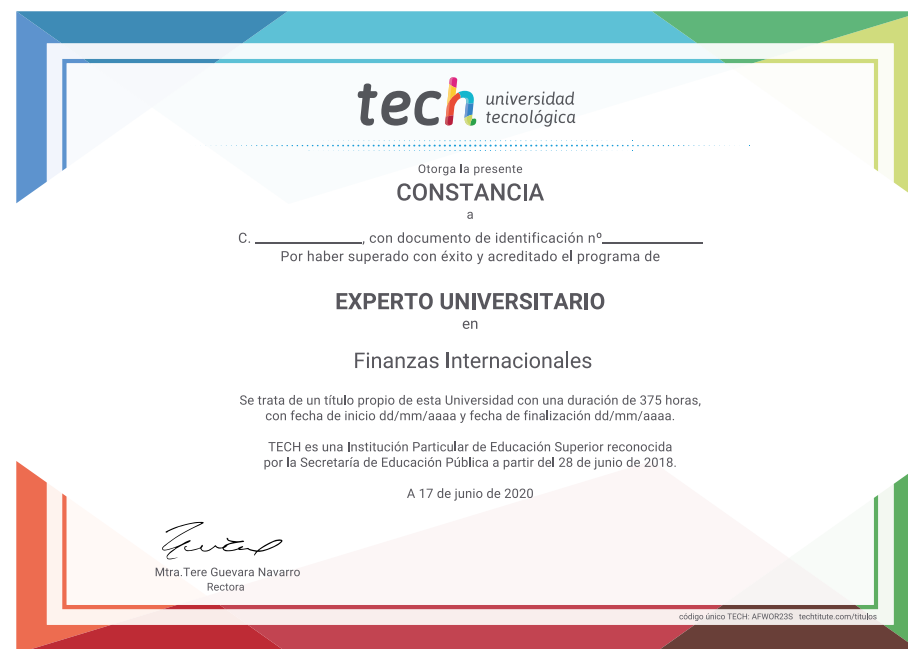 tech universidad
tecnológica
Otorga la presente
CONSTANCIA
a
C. ______________, con documento de identificación nº_____________
Por haber superado con éxito y acreditado el programa de
EXPERTO UNIVERSITARIO
en
Finanzas Internacionales
Se trata de un título propio de esta Universidad con una duración de 375 horas,
con fecha de inicio dd/mm/aaaa y fecha de finalización dd/mm/aaaa.
TECH es una Institución Particular de Educación Superior reconocida
por la Secretaría de Educación Pública a partir del 28 de junio de 2018.
A 17 de junio de 2020
Mtra.Tere Guevara Navarro
Rectora
código único TECH: AFWOR23S techtitute.com/titulos